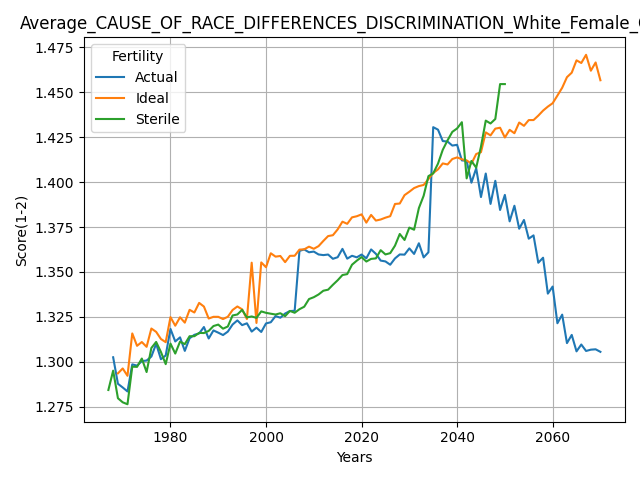 Average_CAUSE_OF_RACE_DIFFERENCES_DISCRIMINATION_White_Female_
Fertility
Actual
Ideal
Sterile
Score(1-2)
1.475
1.450
1.425
1.400
1.375
1.350
1.325
1.300
1.275
1980
2000
2020
2040
2060
Years